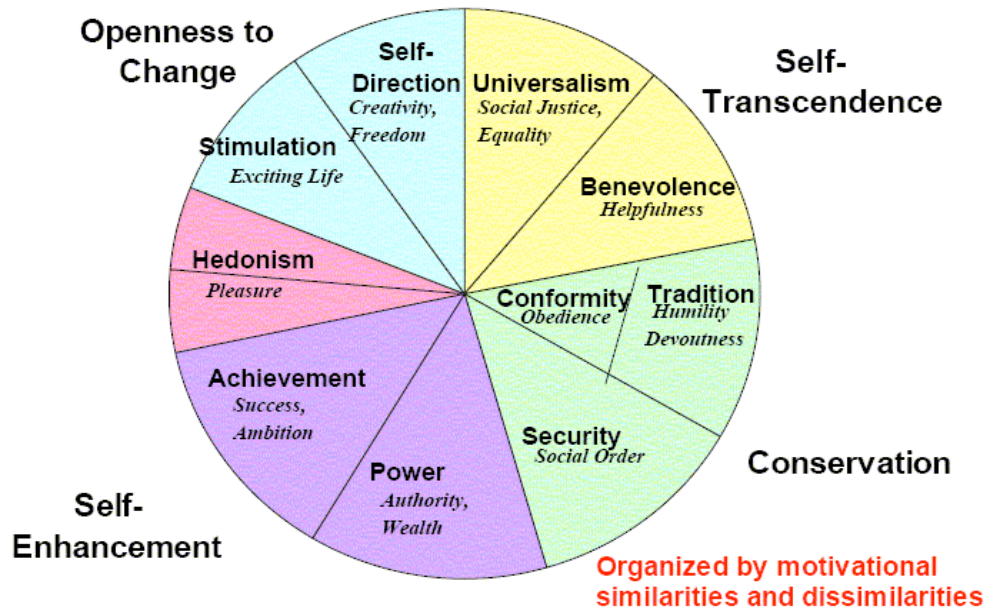 Openness to
Change
Self-
Direction
Creativity,
Freedom
Universalism
Social Justice,
Equality
Self-
Transcendence
Stimulation
Exciting Life
Benevolence
Helpfulness
Hedonism
Pleasure
Conformity
Obedience
Tradition
Humility
Devoutness
Achievement
Success,
Ambition
Security
Social Order
Power
Authority,
Wealth
Conservation
Self-
Enhancement
Organized by motivational
similarities and dissimilarities